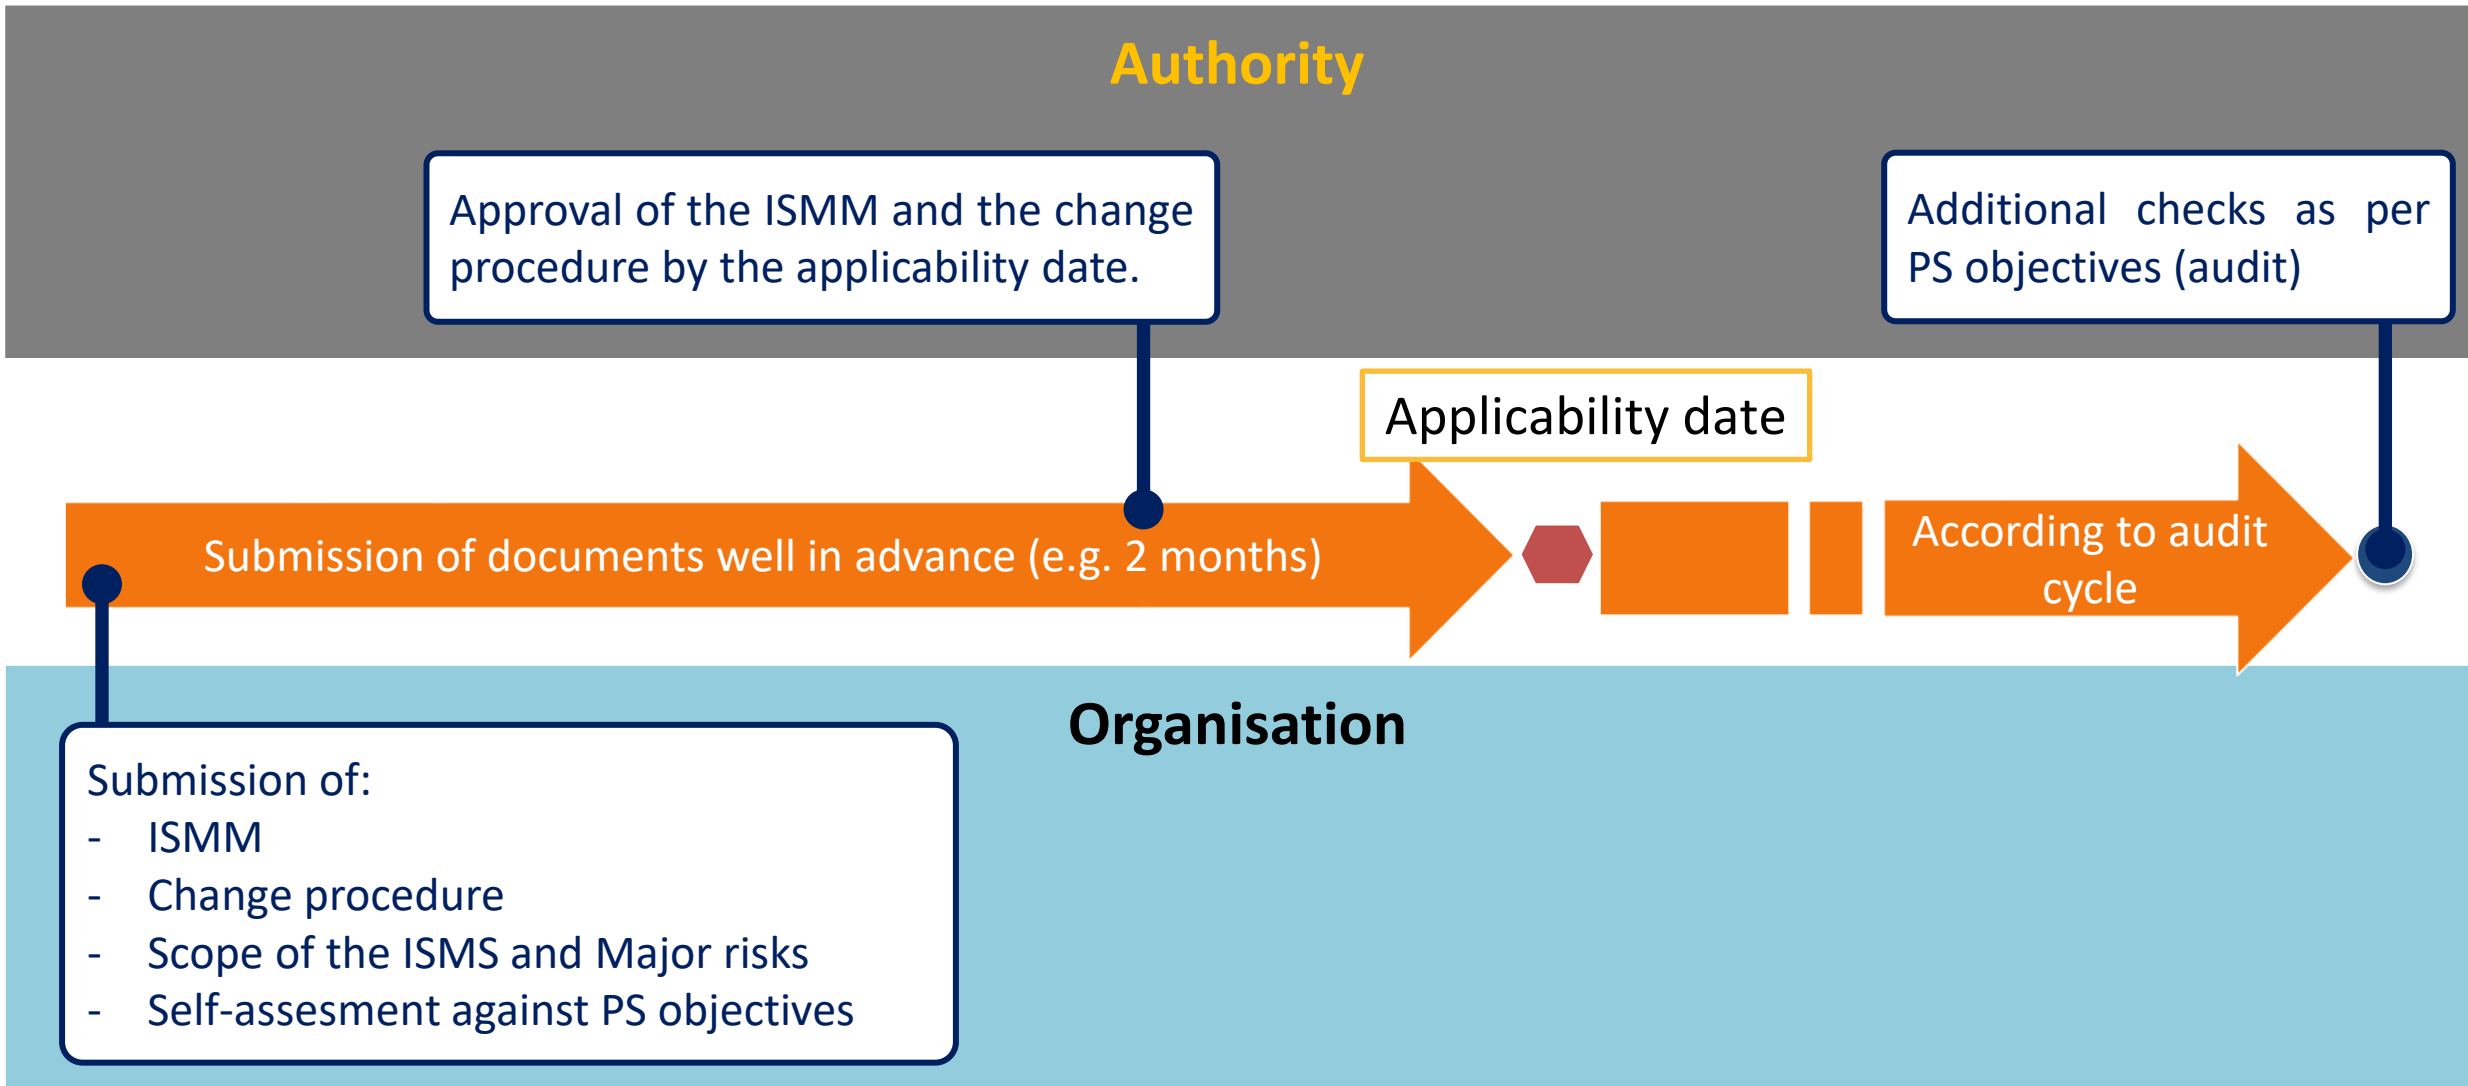 Authority
Approval of the ISMM and the change
procedure by the applicability date.
Additional checks as per
PS objectives (audit)
Applicability date
Submission of documents well in advance (e.g. 2 months)
According to audit
cycle
Organisation
Submission of:
- ISMM
- Change procedure
- Scope of the ISMS and Major risks
- Self-assesment against PS objectives